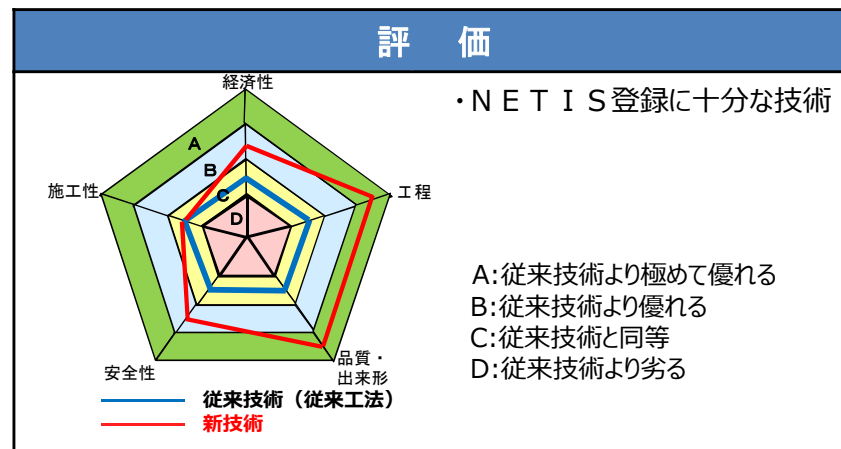 評　価
経済性
・ＮＥＴＩＳ登録に十分な技術
A
B
施工性
C
工程
D
A:従来技術より極めて優れる
B:従来技術より優れる
C:従来技術と同等
D:従来技術より劣る
品質・
出来形
安全性
従来技術（従来工法）
新技術